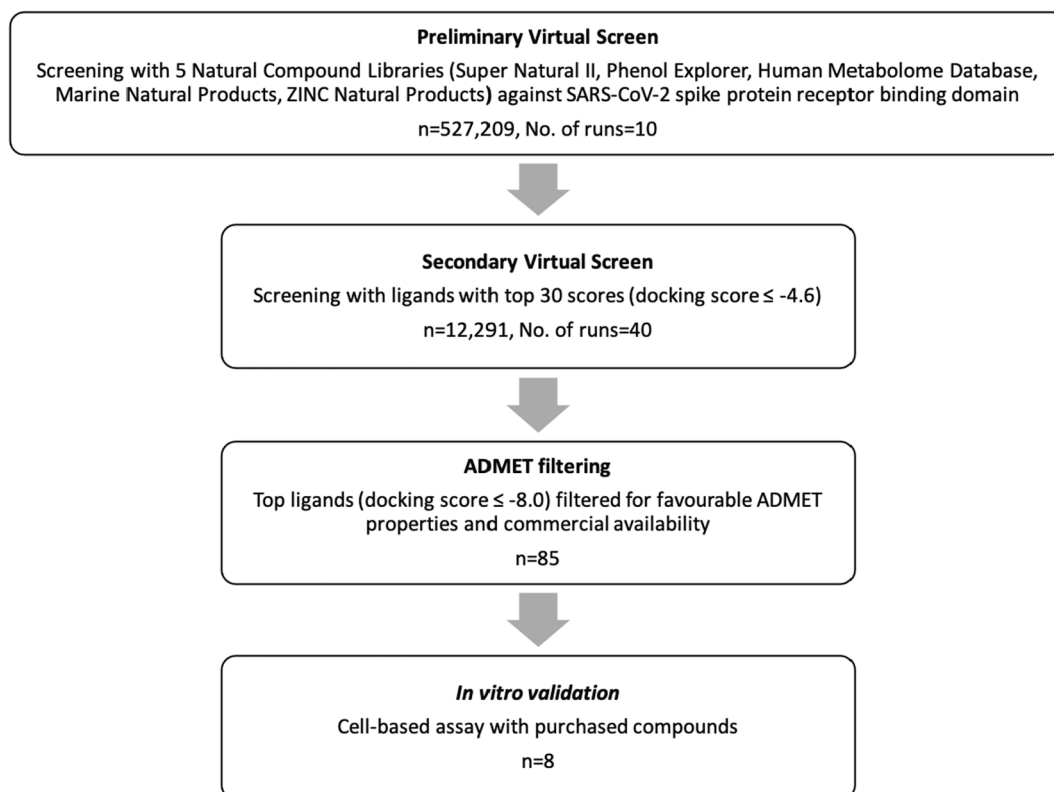 Preliminary Virtual Screen
Screening with 5 Natural Compound Libraries (Super Natural II, Phenol Explorer, Human Metabolome Database,
Marine Natural Products, ZINC Natural Products) against SARS-CoV-2 spike protein receptor binding domain
n=527,209, No. of runs=10
Secondary Virtual Screen
Screening with ligands with top 30 scores (docking score ≤ -4.6)
n=12,291, No. of runs=40
ADMET filtering
Top ligands (docking score ≤ -8.0) filtered for favourable ADMET
properties and commercial availability
n=85
In vitro validation
Cell-based assay with purchased compounds
n=8